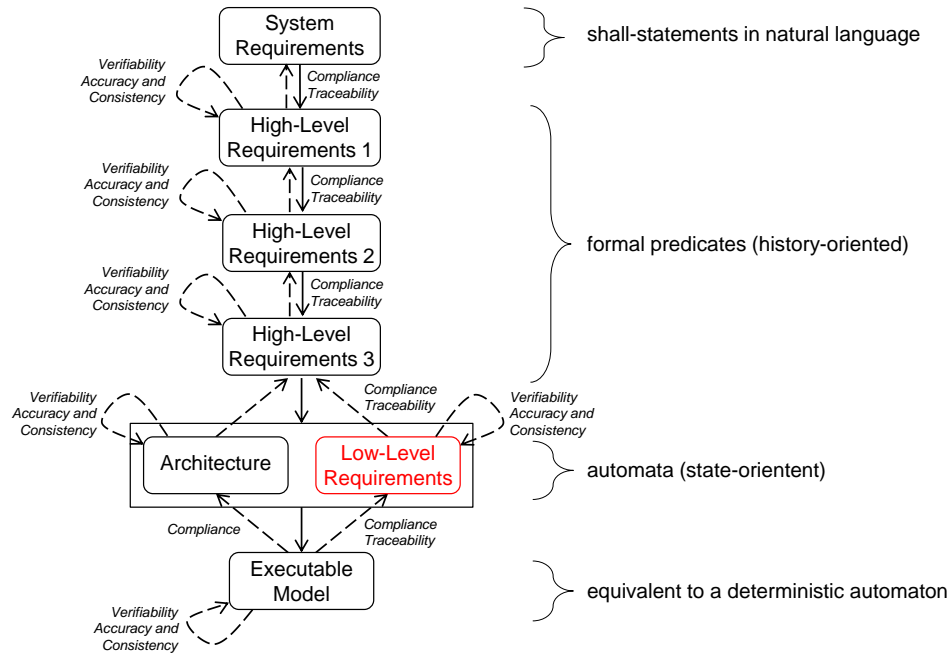 System
Requirements
shall-statements in natural language
Verifiability
Accuracy and
Consistency
Compliance
Traceability
High-Level
Requirements 1
Verifiability
Accuracy and
Consistency
Compliance
Traceability
High-Level
Requirements 2
formal predicates (history-oriented)
Verifiability
Accuracy and
Consistency
Compliance
Traceability
High-Level
Requirements 3
Verifiability
Accuracy and
Consistency
Compliance
Traceability
Verifiability
Accuracy and
Consistency
Architecture
Low-Level
Requirements
automata (state-orientent)
Compliance
Compliance
Traceability
Executable
Model
equivalent to a deterministic automaton
Verifiability
Accuracy and
Consistency